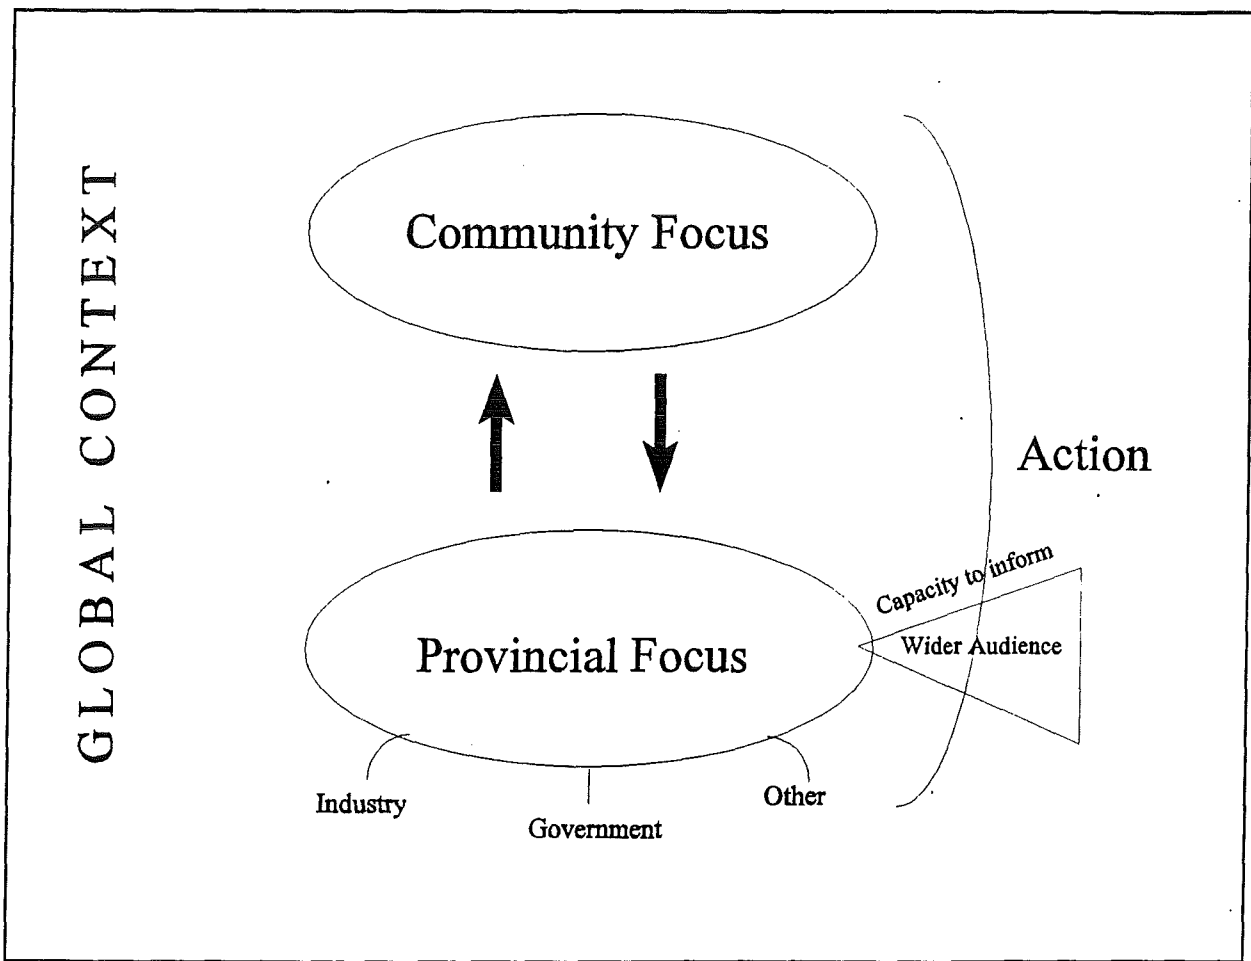 GLOBAL CONTEXT
Community Focus
Action
Capacity to inform
Wider Audience
Provincial Focus
Industry
Government
Other